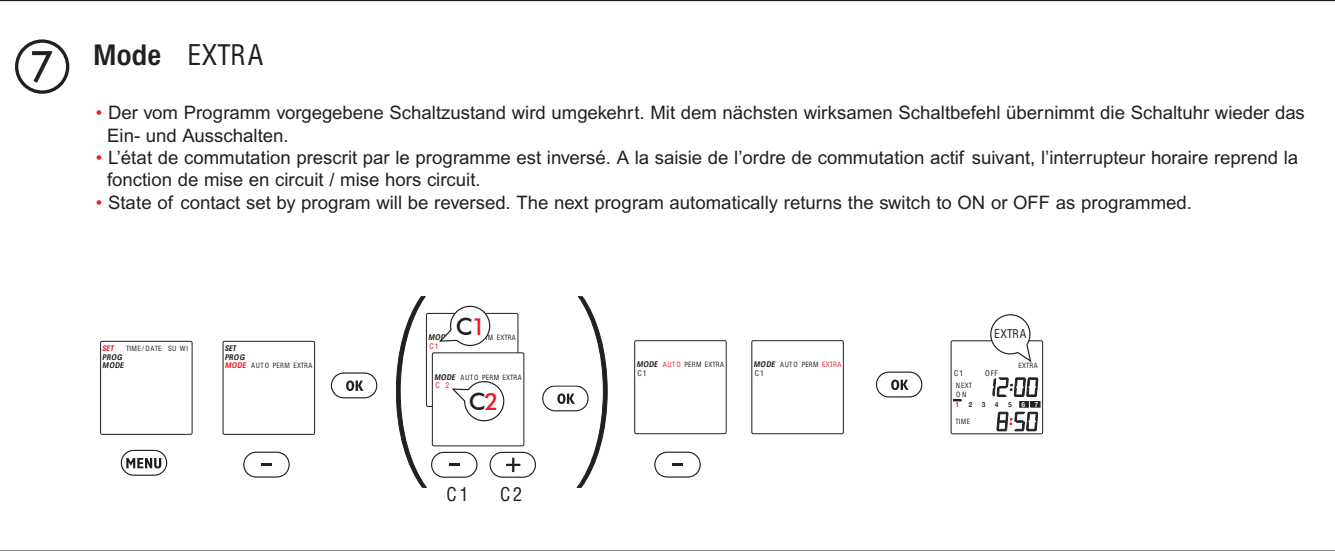 7 Mode EXTRA
• Der vom Programm vorgegebene Schaltzustand wird umgekehrt. Mit dem nächsten wirksamen Schaltbefehl übernimmt die Schaltuhr wieder das
Ein- und Ausschalten.
• L’état de commutation prescrit par le programme est inversé. A la saisie de l’ordre de commutation actif suivant, l’interrupteur horaire reprend la
fonction de mise en circuit / mise hors circuit.
• State of contact set by program will be reversed. The next program automatically returns the switch to ON or OFF as programmed.
SET TIME/DATE SU WI
PROG
MODE
MENU
SET
PROG
MODE AUTO PERM EXTRA
-
OK
C1
PERM EXTRA
C1
MODE AUTO PERM EXTRA
C 2
C2
- +
C1 C2
OK
MODE AUTO PERM EXTRA
C1
-
MODE AUTO PERM EXTRA
C1
OK
EXTRA
EXTRA
C1 OFF
NEXT 12:00
ON
1 2 3 4 5 6 7
TIME 8:50